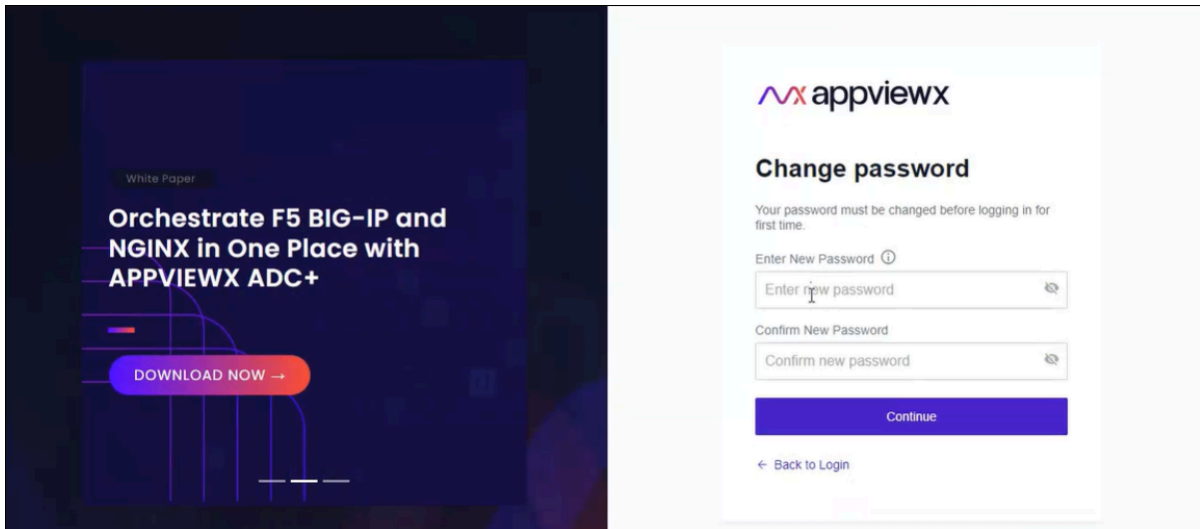 White Paper
Orchestrate F5 BIG-IP and
NGINX in One Place with
APPVIEWX ADC+
DOWNLOAD NOW →
appviewx
Change password
Your password must be changed before logging in for
first time.
Enter New Password
Enter new password
Confirm New Password
Confirm new password
Continue
← Back to Login